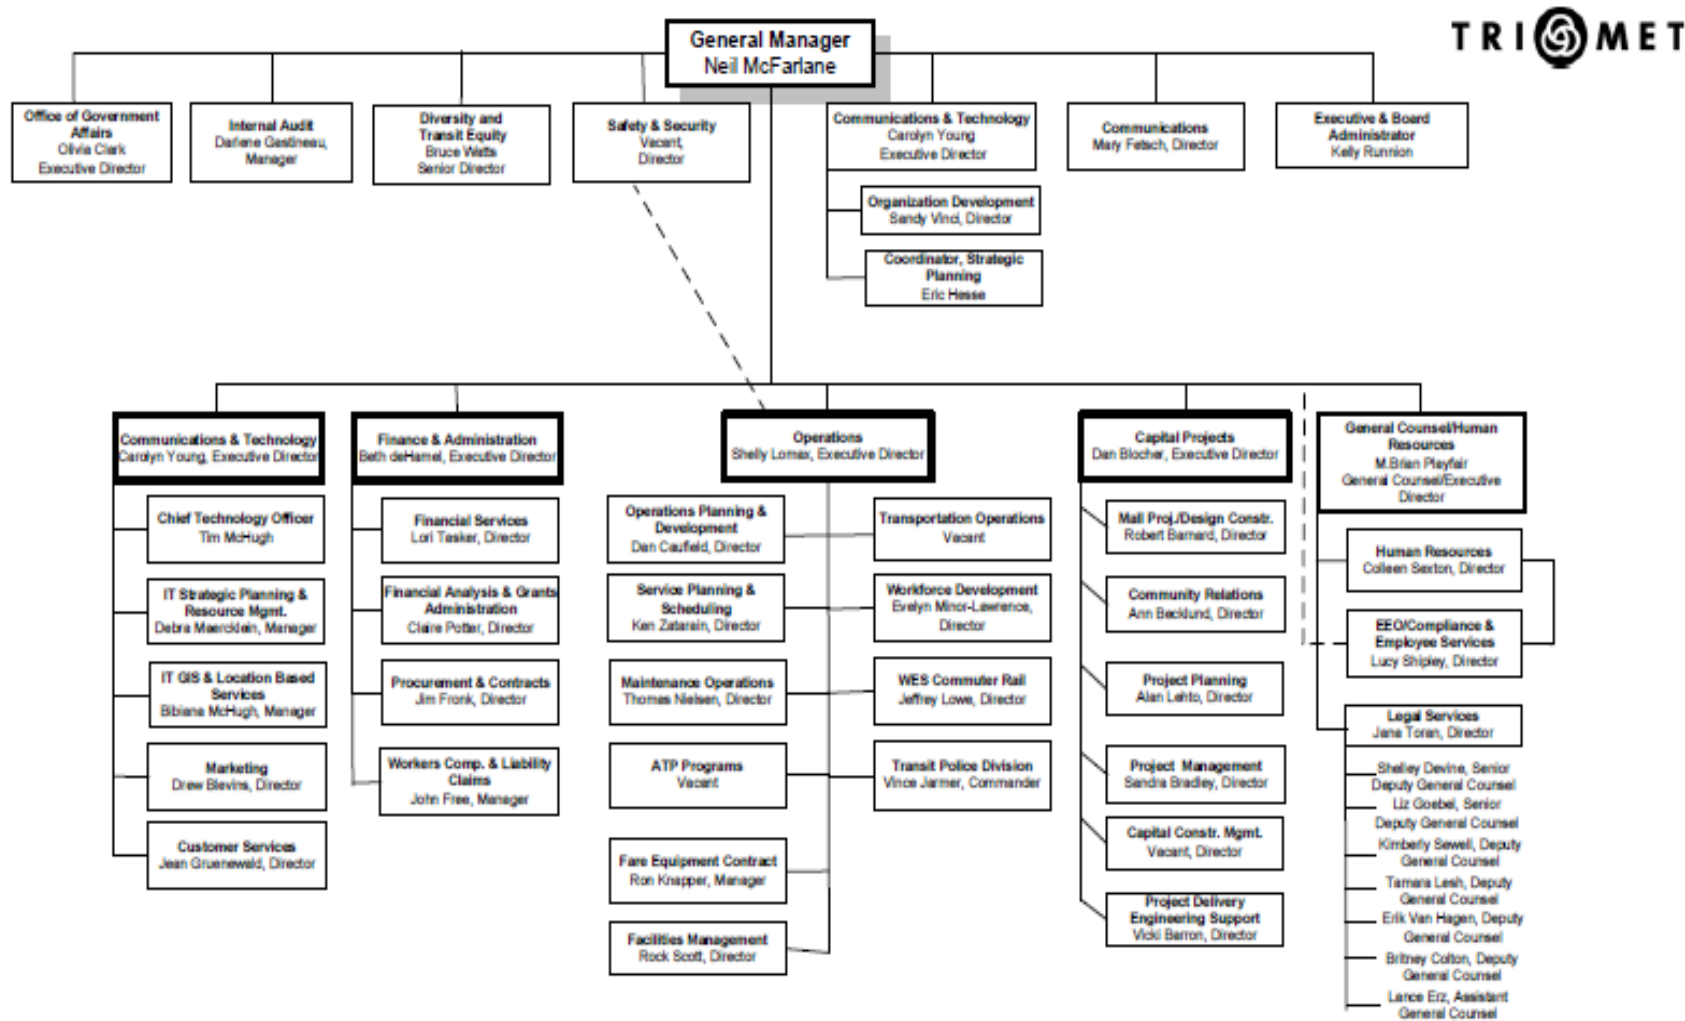 TRI MET
General Manager
Neil McFarlane
Office of Government
Affairs
Olivia Clark
Executive Director
Internal Audit
Darlene Gastineau,
Manager
Diversity and
Transit Equity
Bruce Watts
Senior Director
Safety & Security
Vacant,
Director
Communications & Technology
Carolyn Young
Executive Director
Communications
Mary Fetsch, Director
Executive & Board
Administrator
Kelly Runnion
Organization Development
Sandy Vinci, Director
Coordinator, Strategic
Planning
Eric Hesse
Communications & Technology
Carolyn Young, Executive Director
Chief Technology Officer
Tim McHugh
IT Strategic Planning &
Resource Mgmt.
Debra Maercklein, Manager
IT GIS & Location Based
Services
Bibiana McHugh, Manager
Marketing
Drew Blevins, Director
Customer Services
Jean Gruenewald, Director
Finance & Administration
Beth deHamel, Executive Director
Financial Services
Lori Tasker, Director
Financial Analysis & Grants
Administration
Claire Potter, Director
Procurement & Contracts
Jim Fronk, Director
Workers Comp. & Liability
Claims
John Free, Manager
Operations
Shelly Lomax, Executive Director
Operations Planning &
Development
Dan Caufield, Director
Service Planning &
Scheduling
Ken Zatarain, Director
Maintenance Operations
Thomas Nielsen, Director
ATP Programs
Vacant
Fare Equipment Contract
Ron Knapper, Manager
Facilities Management
Rock Scott, Director
Transportation Operations
Vacant
Workforce Development
Evelyn Minor-Lawrence,
Director
WES Commuter Rail
Jeffrey Lowe, Director
Transit Police Division
Vince Jarmer, Commander
Capital Projects
Dan Blocher, Executive Director
Mall Proj./Design Constr.
Robert Barnard, Director
Community Relations
Ann Becklund, Director
Project Planning
Alan Lehto, Director
Project Management
Sandra Bradley, Director
Capital Constr. Mgmt.
Vacant, Director
Project Delivery
Engineering Support
Vicki Barron, Director
General Counsel/Human
Resources
M.Brian Playfair
General Counsel/Executive
Director
Human Resources
Colleen Sexton, Director
EEO/Compliance &
Employee Services
Lucy Shipley, Director
Legal Services
Jana Toran, Director
Shelley Devine, Senior
Deputy General Counsel
Liz Goebel, Senior
Deputy General Counsel
Kimberly Sewell, Deputy
General Counsel
Tamara Lesh, Deputy
General Counsel
Erik Van Hagen, Deputy
General Counsel
Britney Colton, Deputy
General Counsel
Lance Erz, Assistant
General Counsel